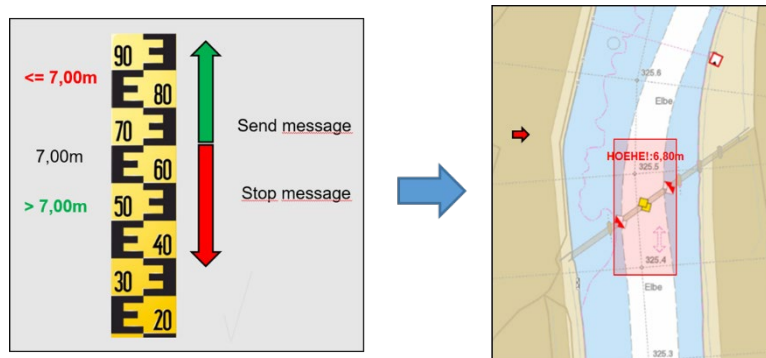 90
<= 7,00m
80
70
Send message
7,00m
60
Stop message
> 7,00m
50
40
30
20
325.6
Elbe
HOEHE!:6,80m
325.5
325.4
Elbe
325.3